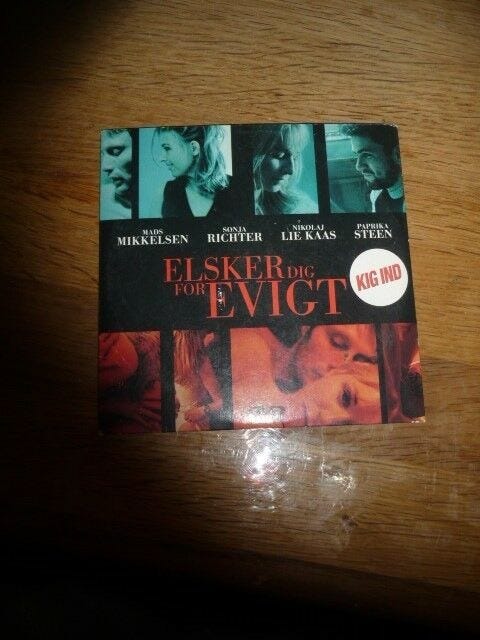 MADS SONJA NIKOLAJ PAPRIKA
MIKKELSEN RICHTER LIE KAAS STEEN
ELSKER DIG
FOR EVIGT
KIG IND